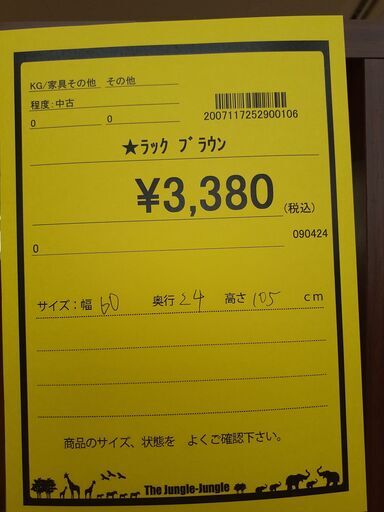 KG/家具その他 その他
程度:中古
0 0
2007117252900106
★ラック ブラウン
¥3,380(税込)
0 090424
サイズ:幅 60 奥行 24 高さ 105 cm
商品のサイズ、状態を よくご確認下さい。
The Jungle-Jungle